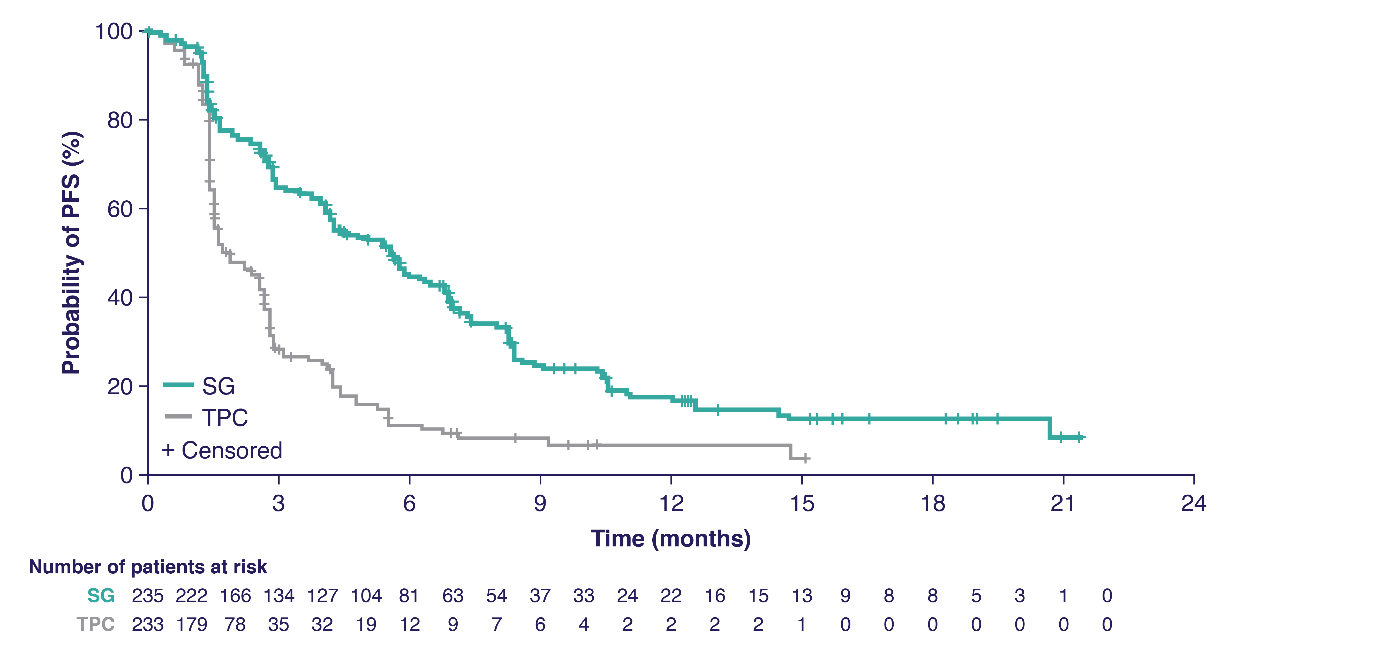 100
80
60
40
20
0
Probability of PFS (%)
SG
TPC
+ Censored
0 3 6 9 12 15 18 21 24
Time (months)
Number of patients at risk
SG 235 222 166 134 127 104 81 63 54 37 33 24 22 16 15 13 9 8 8 5 3 1 0
TPC 233 179 78 35 32 19 12 9 7 6 4 2 2 2 2 1 0 0 0 0 0 0 0